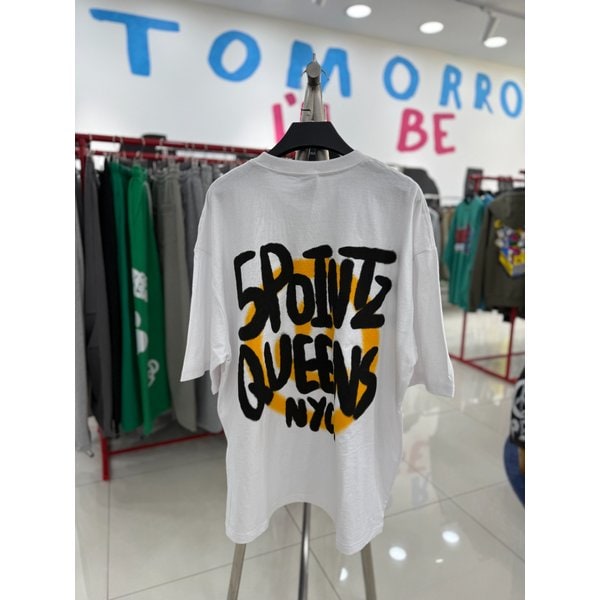 TOMORRO
I'LL BE
5POINTZ
QUEENS
NYC